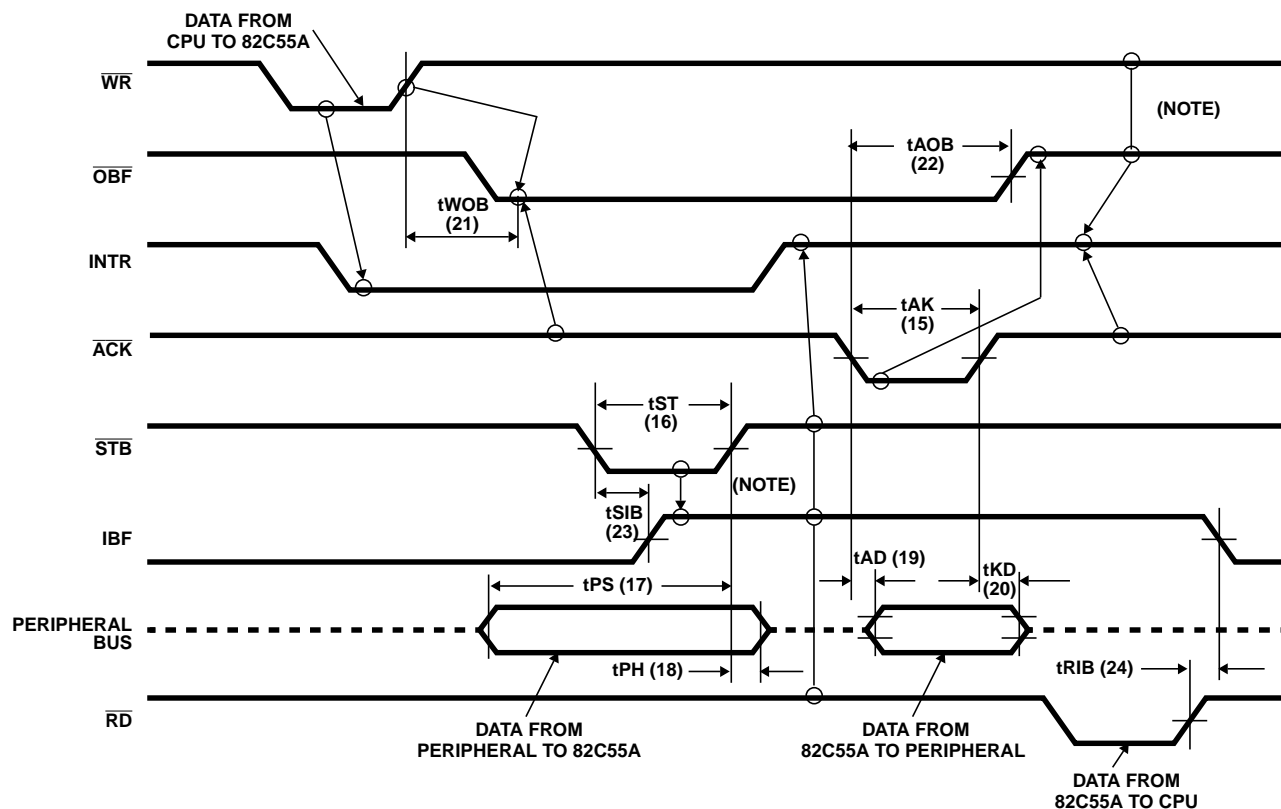 DATA FROM
CPU TO 82C55A
WR
(NOTE)
tAOB
(22)
OBF
tWOB
(21)
INTR
tAK
(15)
ACK
tST
(16)
STB
(NOTE)
tSIB
(23)
IBF
tAD (19)
tKD
(20)
tPS (17)
PERIPHERAL
BUS
tPH (18)
tRIB (24)
RD
DATA FROM
PERIPHERAL TO 82C55A
DATA FROM
82C55A TO PERIPHERAL
DATA FROM
82C55A TO CPU